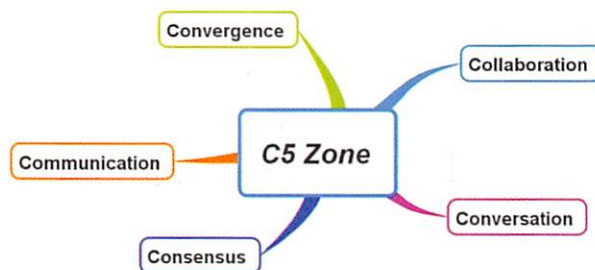 Convergence
Collaboration
C5 Zone
Communication
Conversation
Consensus